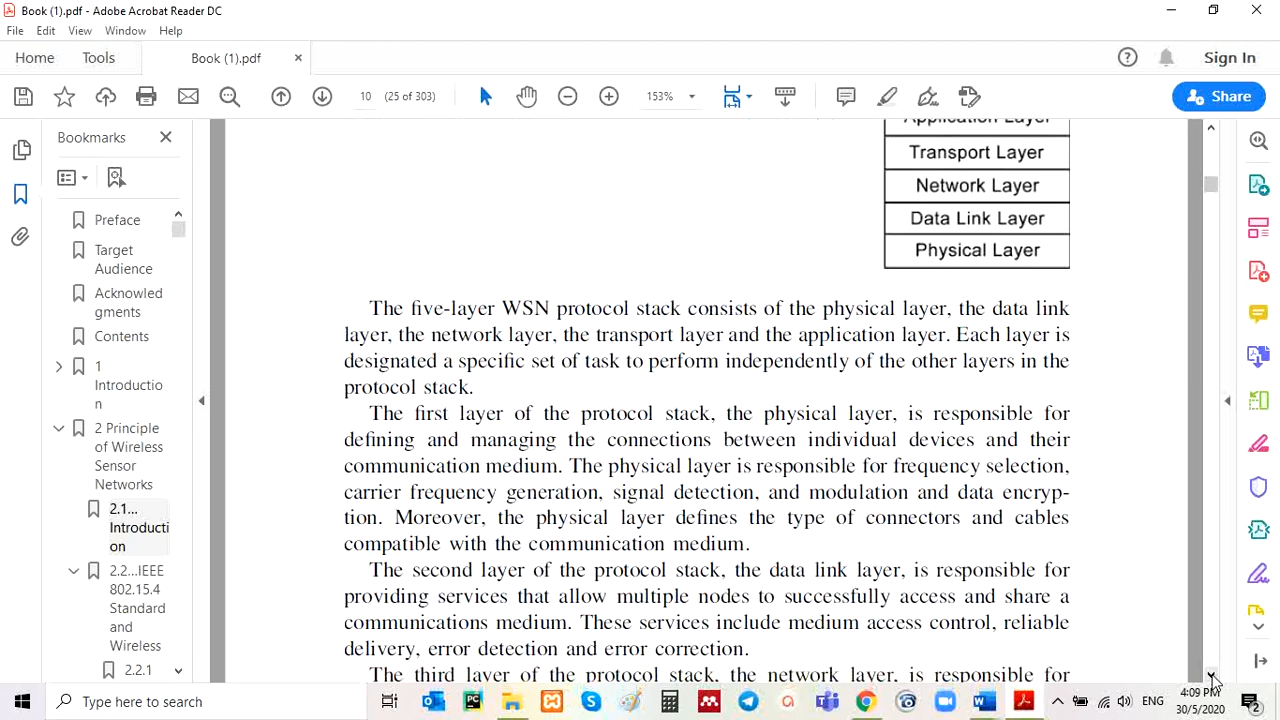 Book (1).pdf - Adobe Acrobat Reader DC
File Edit View Window Help
Home Tools Book (1).pdf ×
Sign In
10 (25 of 303)
153%
Share
Bookmarks
Preface
Target
Audience
Acknowled
gments
Contents
1
Introductio
n
2 Principle
of Wireless
Sensor
Networks
2.1...
Introducti
on
2.2...IEEE
802.15.4
Standard
and
Wireless
2.2.1
Application Layer
Transport Layer
Network Layer
Data Link Layer
Physical Layer
The five-layer WSN protocol stack consists of the physical layer, the data link
layer, the network layer, the transport layer and the application layer. Each layer is
designated a specific set of task to perform independently of the other layers in the
protocol stack.
The first layer of the protocol stack, the physical layer, is responsible for
defining and managing the connections between individual devices and their
communication medium. The physical layer is responsible for frequency selection,
carrier frequency generation, signal detection, and modulation and data encryp-
tion. Moreover, the physical layer defines the type of connectors and cables
compatible with the communication medium.
The second layer of the protocol stack, the data link layer, is responsible for
providing services that allow multiple nodes to successfully access and share a
communications medium. These services include medium access control, reliable
delivery, error detection and error correction.
The third layer of the protocol stack, the network layer, is responsible for
Type here to search
ENG
4:09 PM
30/5/2020
2